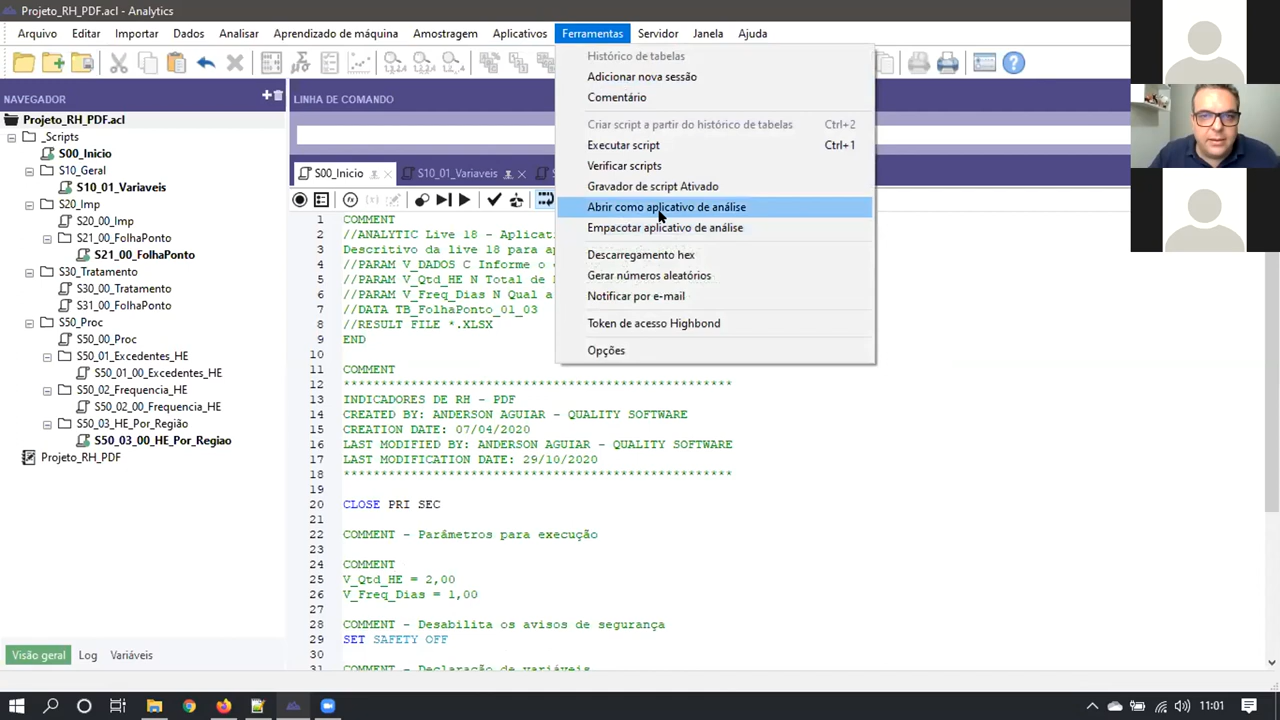 Projeto_RH_PDF.acl - Analytics
Arquivo Editar Importar Dados Analisar Aprendizado de máquina Amostragem Aplicativos Ferramentas Servidor Janela Ajuda
NAVEGADOR
Projeto_RH_PDF.acl
_Scripts
S00_Inicio
S10_Geral
S10_01_Variaveis
S20_Imp
S20_00_Imp
S21_00_FolhaPonto
S21_00_FolhaPonto
S30_Tratamento
S30_00_Tratamento
S31_00_FolhaPonto
S50_Proc
S50_00_Proc
S50_01_Excedentes_HE
S50_01_00_Excedentes_HE
S50_02_Frequencia_HE
S50_02_00_Frequencia_HE
S50_03_HE_Por_Região
S50_03_00_HE_Por_Regiao
Projeto_RH_PDF
Visão geral Log Variáveis
LINHA DE COMANDO
S00_Inicio S10_01_Variaveis
Histórico de tabelas
Adicionar nova sessão
Comentário
Criar script a partir do histórico de tabelas Ctrl+2
Executar script Ctrl+1
Verificar scripts
Gravador de script Ativado
Abrir como aplicativo de análise
Empacotar aplicativo de análise
Descarregamento hex
Gerar números aleatórios
Notificar por e-mail
Token de acesso Highbond
Opções
1 COMMENT
2 //ANALYTIC Live 18 - Aplicati
3 Descritivo da live 18 para ap
4 //PARAM V_DADOS C Informe o
5 //PARAM V_Qtd_HE N Total de
6 //PARAM V_Freq_Dias N Qual a
7 //DATA TB_FolhaPonto_01_03
8 //RESULT FILE *.XLSX
9 END
10
11 COMMENT
12 ****************************************************
13 INDICADORES DE RH - PDF
14 CREATED BY: ANDERSON AGUIAR - QUALITY SOFTWARE
15 CREATION DATE: 07/04/2020
16 LAST MODIFIED BY: ANDERSON AGUIAR - QUALITY SOFTWARE
17 LAST MODIFICATION DATE: 29/10/2020
18 ****************************************************
19
20 CLOSE PRI SEC
21
22 COMMENT - Parâmetros para execução
23
24 COMMENT
25 V_Qtd_HE = 2,00
26 V_Freq_Dias = 1,00
27
28 COMMENT - Desabilita os avisos de segurança
29 SET SAFETY OFF
30
31 COMMENT - Declaração de variáveis
11:01